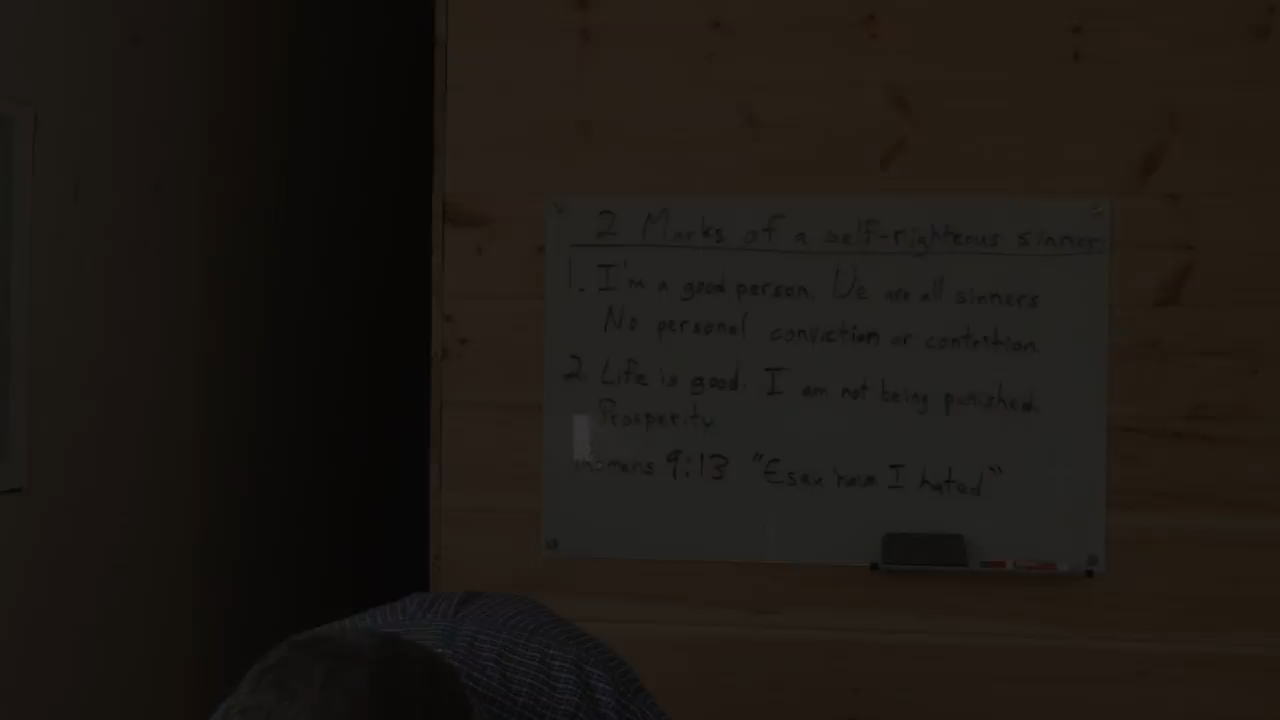 2 Marks of a self-righteous sinner
1. I'm a good person. We are all sinners
No personal conviction or contrition.
2. Life is good. I am not being punished.
Prosperity
Romans 9:13 "Esau have I hated"